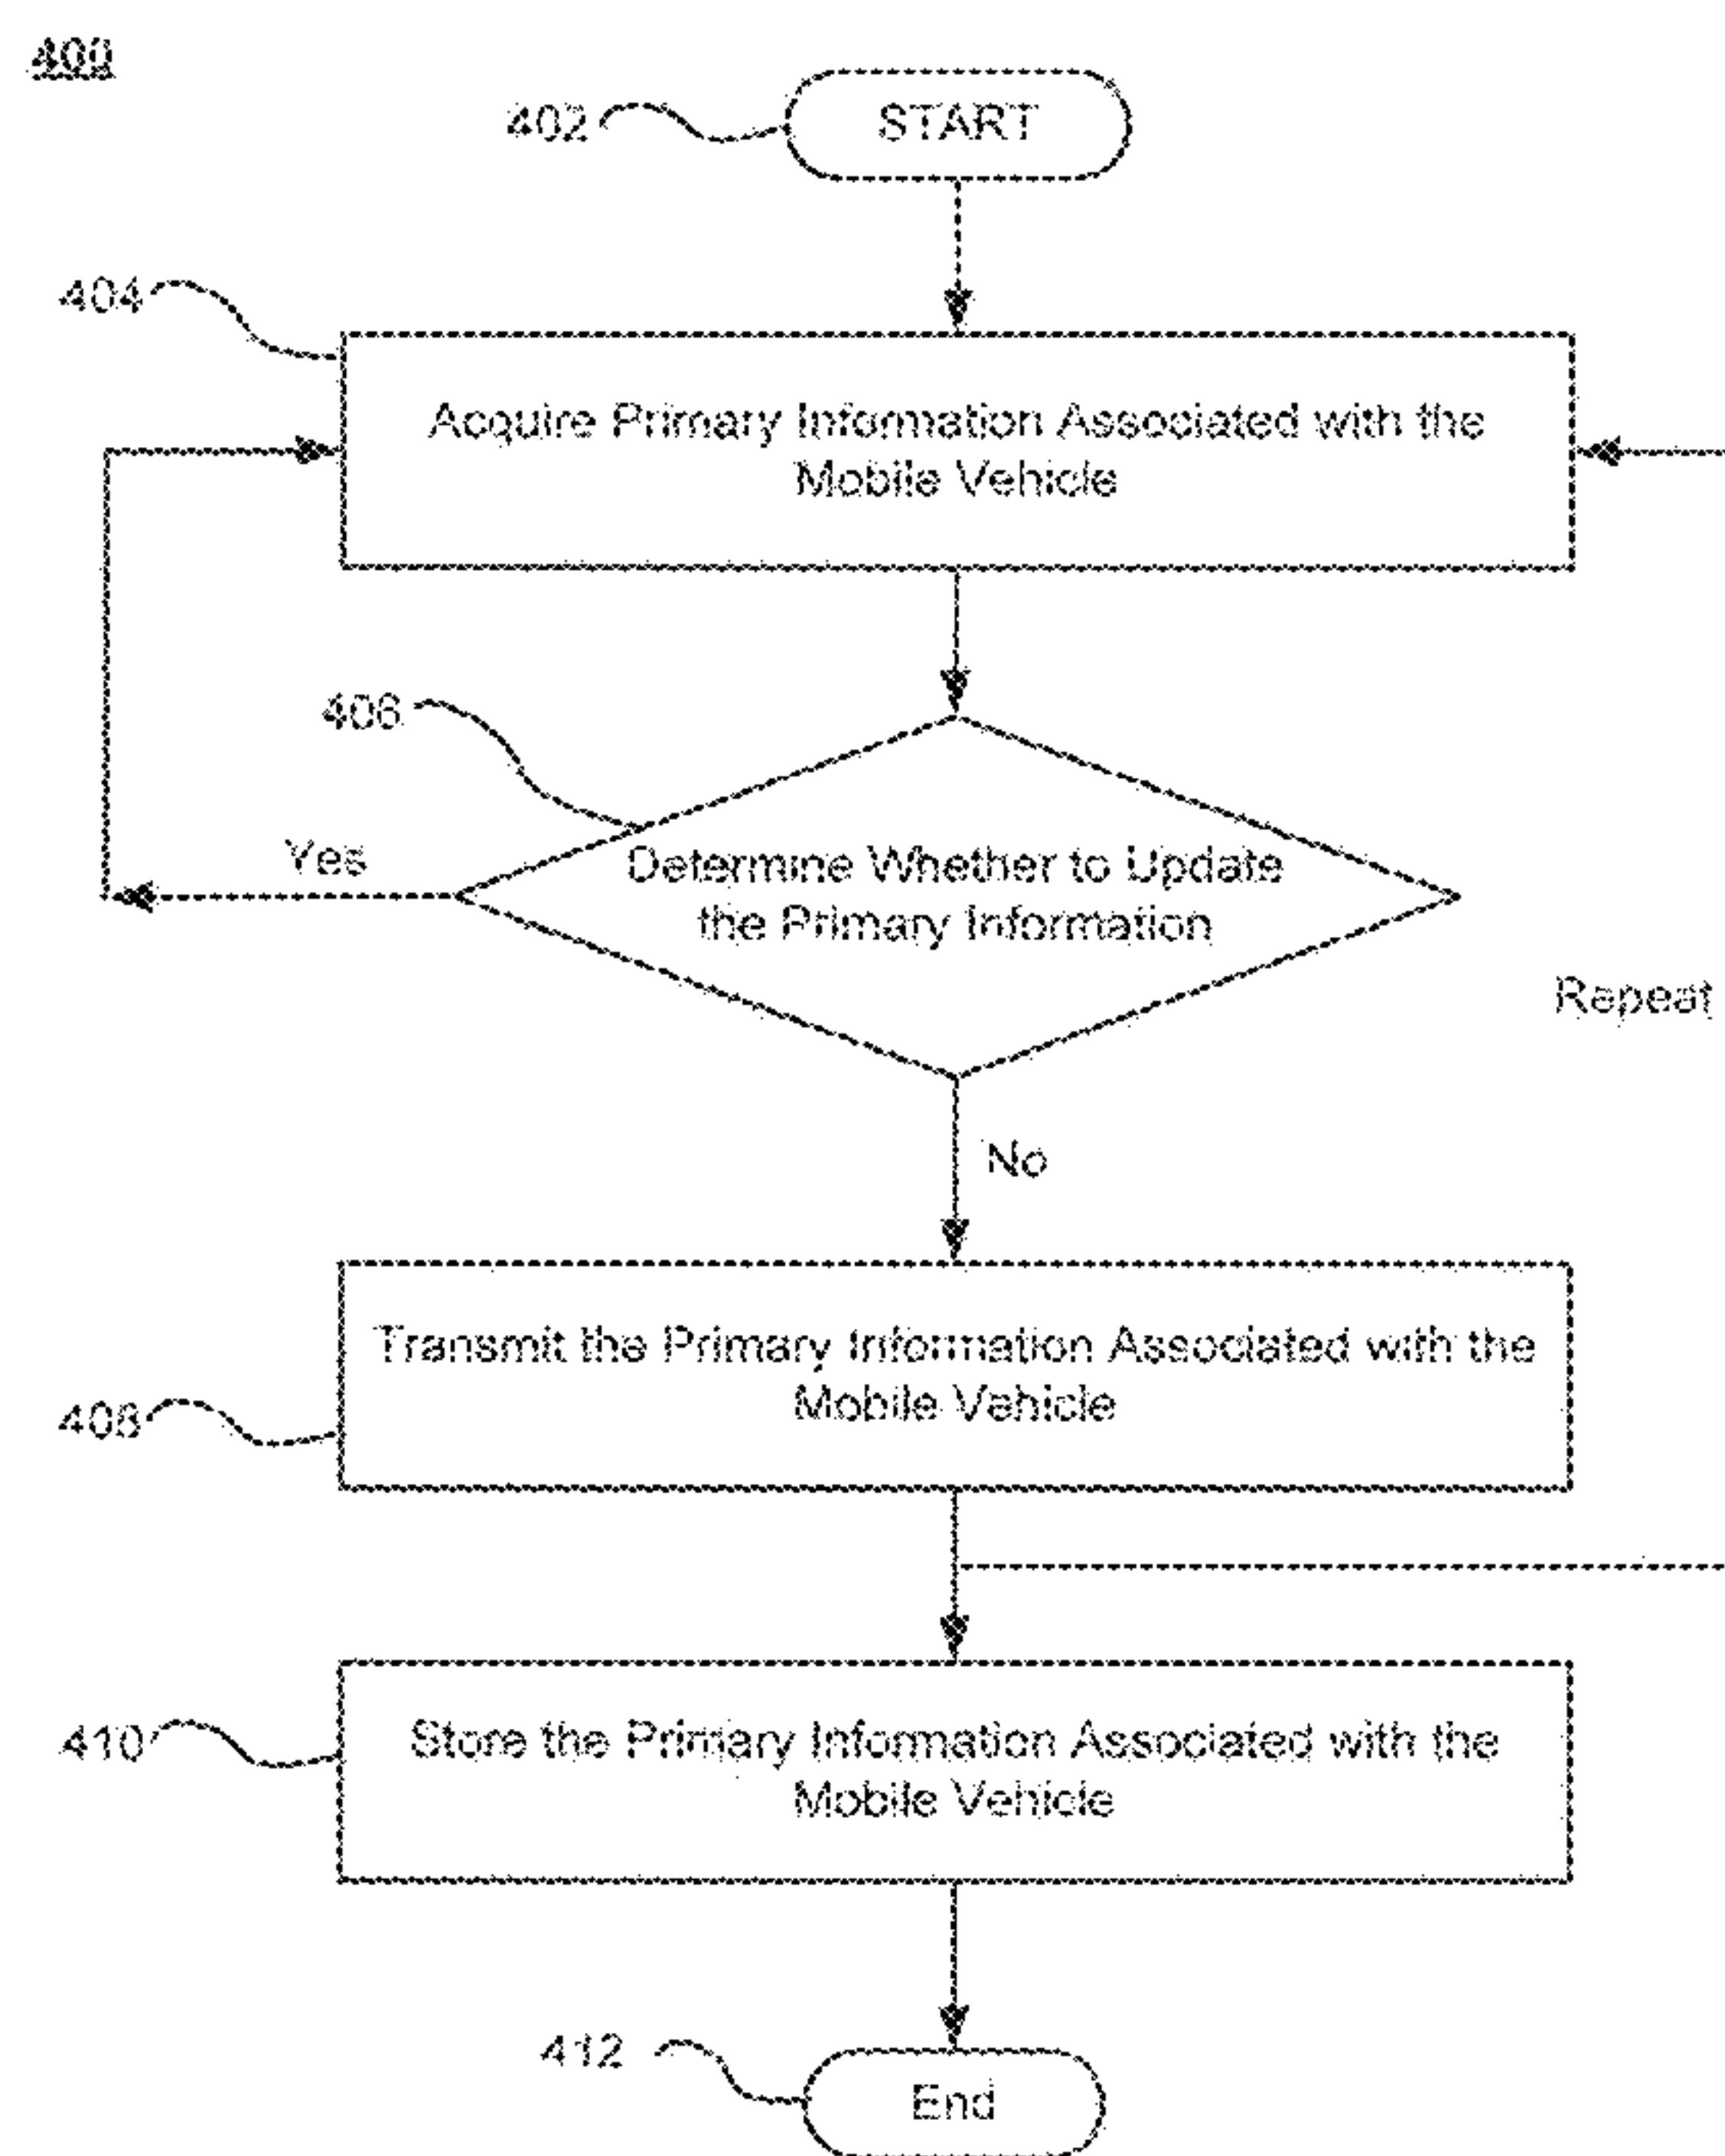 400
402
START
404
Acquire Primary Information Associated with the
Mobile Vehicle
406
Yes
Determine Whether to Update
the Primary Information
Repeat
No
Transmit the Primary Information Associated with the
Mobile Vehicle
408
410
Store the Primary Information Associated with the
Mobile Vehicle
412
End